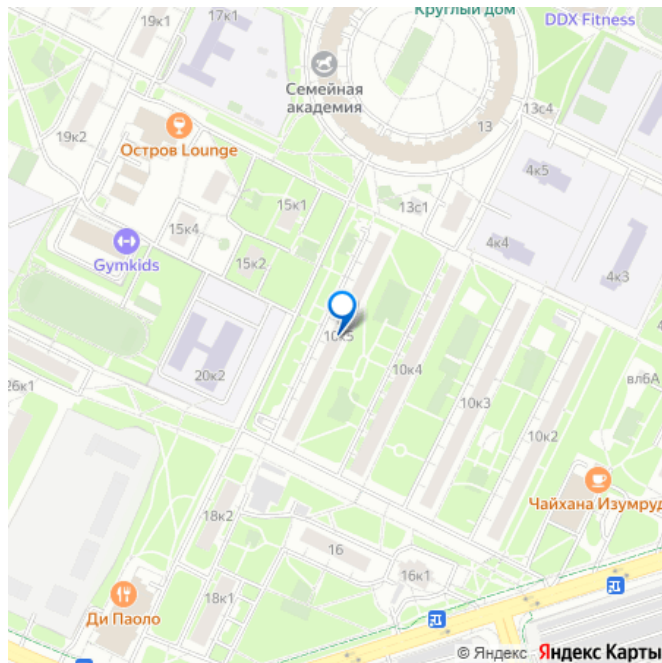 Круглый дом
DDX Fitness
19к1
17к1
Семейная
академия
13с4
13
19к2
Остров Lounge
4к5
15к1
13с1
15к4
4к4
Gymkids
15к2
4к3
10к5
20к2
10к4
26к1
влбА
10к3
10к2
Чайхана Изумруд
18к2
16
16к1
Ди Паоло
18к1
© Яндекс Яндекс Карты